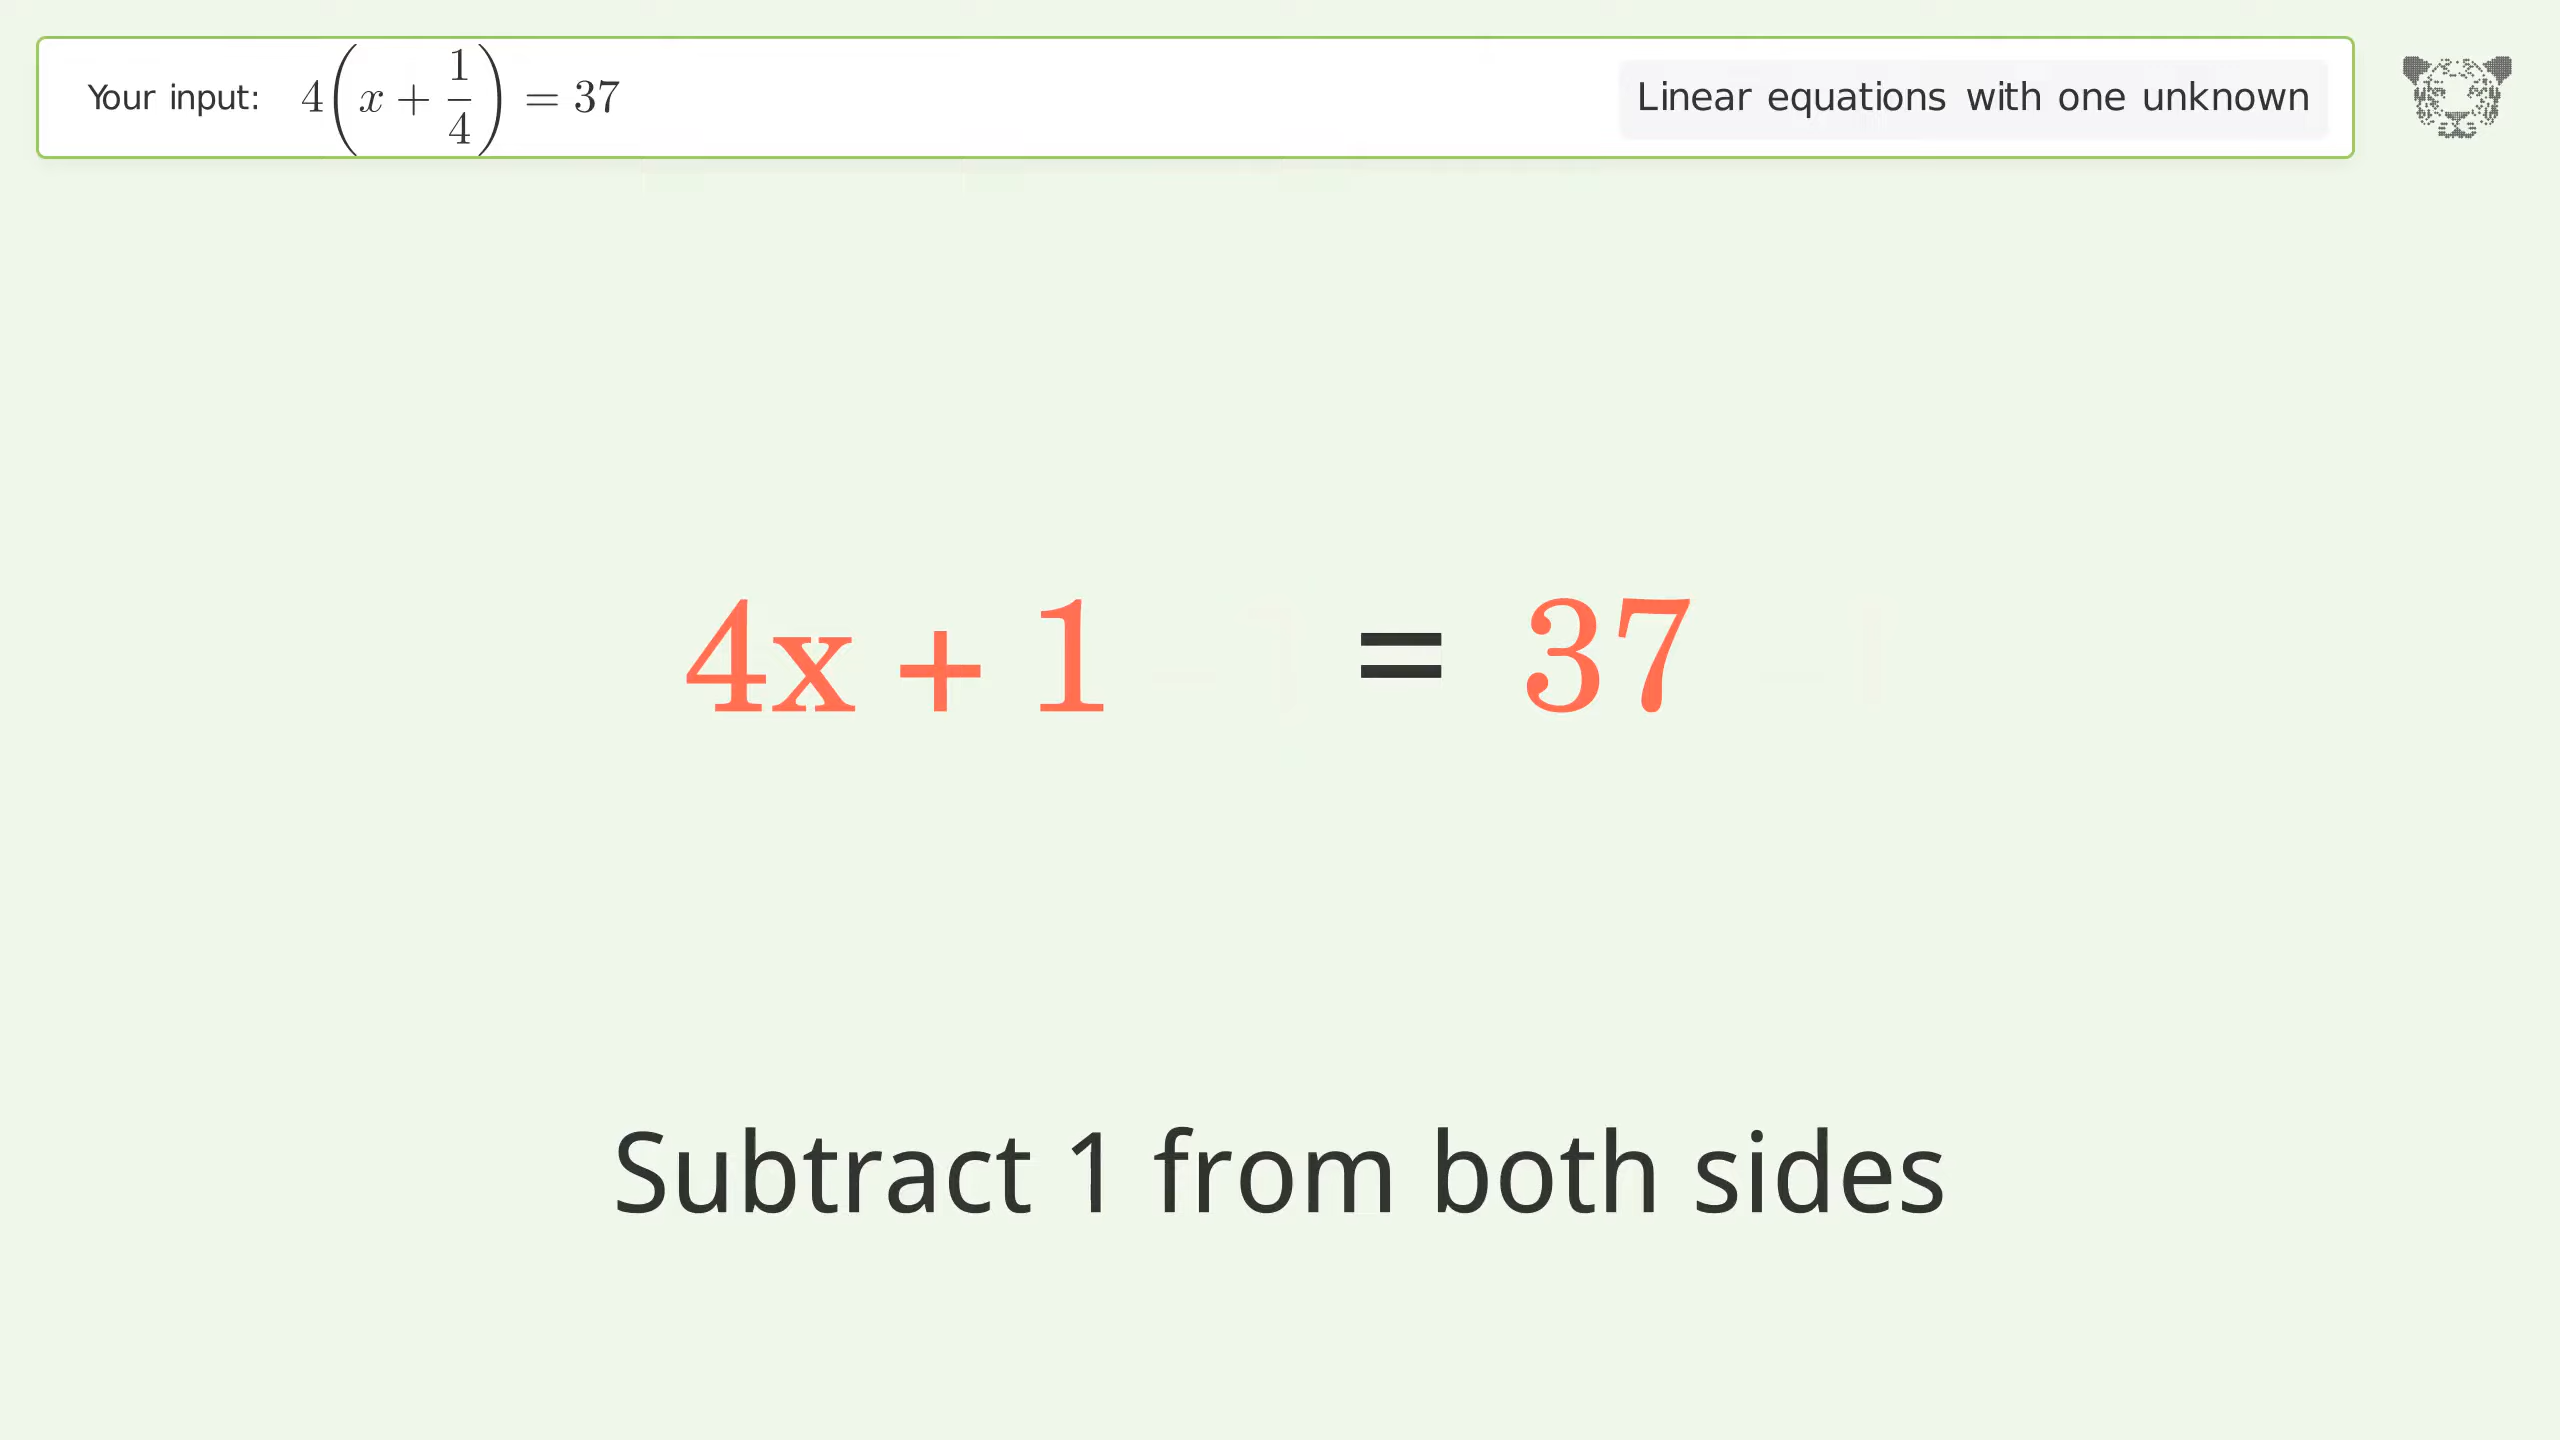 Your input: 4(x + 1/4) = 37
Linear equations with one unknown
4x + 1 = 37
Subtract 1 from both sides